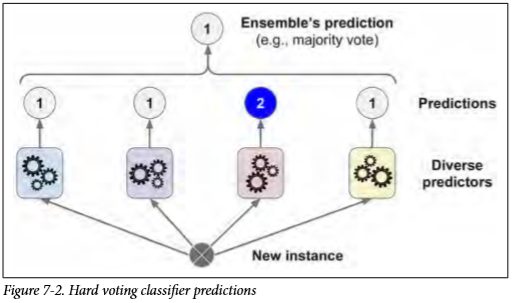 1
Ensemble's prediction
(e.g., majority vote)
1 1 2 1 Predictions
Diverse
predictors
New instance
Figure 7-2. Hard voting classifier predictions